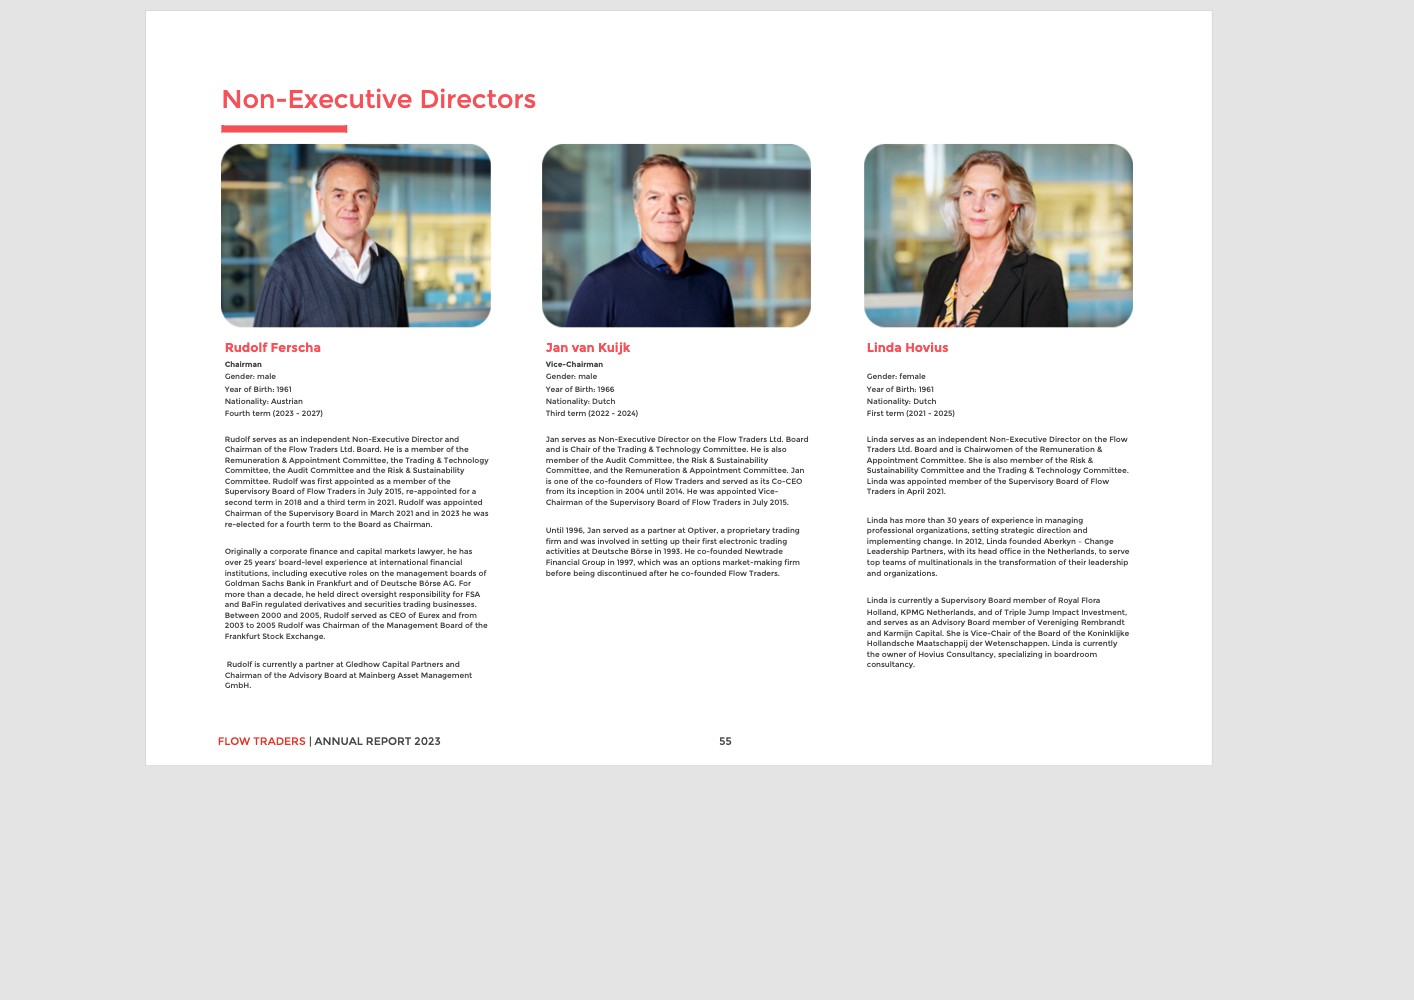 Non-Executive Directors
Rudolf Ferscha
Chairman
Gender: male
Year of Birth: 1961
Nationality: Austrian
Fourth term (2023 - 2027)
Rudolf serves as an independent Non-Executive Director and
Chairman of the Flow Traders Ltd. Board. He is a member of the
Remuneration & Appointment Committee, the Trading & Technology
Committee, the Audit Committee and the Risk & Sustainability
Committee. Rudolf was first appointed as a member of the
Supervisory Board of Flow Traders in July 2015, re-appointed for a
second term in 2018 and a third term in 2021. Rudolf was appointed
Chairman of the Supervisory Board in March 2021 and in 2023 he was
re-elected for a fourth term to the Board as Chairman.
Originally a corporate finance and capital markets lawyer, he has
over 25 years' board-level experience at international financial
institutions, including executive roles on the management boards of
Goldman Sachs Bank in Frankfurt and of Deutsche Börse AG. For
more than a decade, he held direct oversight responsibility for FSA
and BaFin regulated derivatives and securities trading businesses.
Between 2000 and 2005, Rudolf served as CEO of Eurex and from
2003 to 2005 Rudolf was Chairman of the Management Board of the
Frankfurt Stock Exchange.
Rudolf is currently a partner at Gledhow Capital Partners and
Chairman of the Advisory Board at Mainberg Asset Management
GmbH.
Jan van Kuijk
Vice-Chairman
Gender: male
Year of Birth: 1966
Nationality: Dutch
Third term (2022 - 2024)
Jan serves as Non-Executive Director on the Flow Traders Ltd. Board
and is Chair of the Trading & Technology Committee. He is also
member of the Audit Committee, the Risk & Sustainability
Committee, and the Remuneration & Appointment Committee. Jan
is one of the co-founders of Flow Traders and served as its Co-CEO
from its inception in 2004 until 2014. He was appointed Vice-
Chairman of the Supervisory Board of Flow Traders in July 2015.
Until 1996, Jan served as a partner at Optiver, a proprietary trading
firm and was involved in setting up their first electronic trading
activities at Deutsche Börse in 1993. He co-founded Newtrade
Financial Group in 1997, which was an options market-making firm
before being discontinued after he co-founded Flow Traders.
Linda Hovius
Gender: female
Year of Birth: 1961
Nationality: Dutch
First term (2021 - 2025)
Linda serves as an independent Non-Executive Director on the Flow
Traders Ltd. Board and is Chairwomen of the Remuneration &
Appointment Committee. She is also member of the Risk &
Sustainability Committee and the Trading & Technology Committee.
Linda was appointed member of the Supervisory Board of Flow
Traders in April 2021.
Linda has more than 30 years of experience in managing
professional organizations, setting strategic direction and
implementing change. In 2012, Linda founded Aberkyn – Change
Leadership Partners, with its head office in the Netherlands, to serve
top teams of multinationals in the transformation of their leadership
and organizations.
Linda is currently a Supervisory Board member of Royal Flora
Holland, KPMG Netherlands, and of Triple Jump Impact Investment,
and serves as an Advisory Board member of Vereniging Rembrandt
and Karmijn Capital. She is Vice-Chair of the Board of the Koninklijke
Hollandsche Maatschappij der Wetenschappen. Linda is currently
the owner of Hovius Consultancy, specializing in boardroom
consultancy.
FLOW TRADERS | ANNUAL REPORT 2023
55